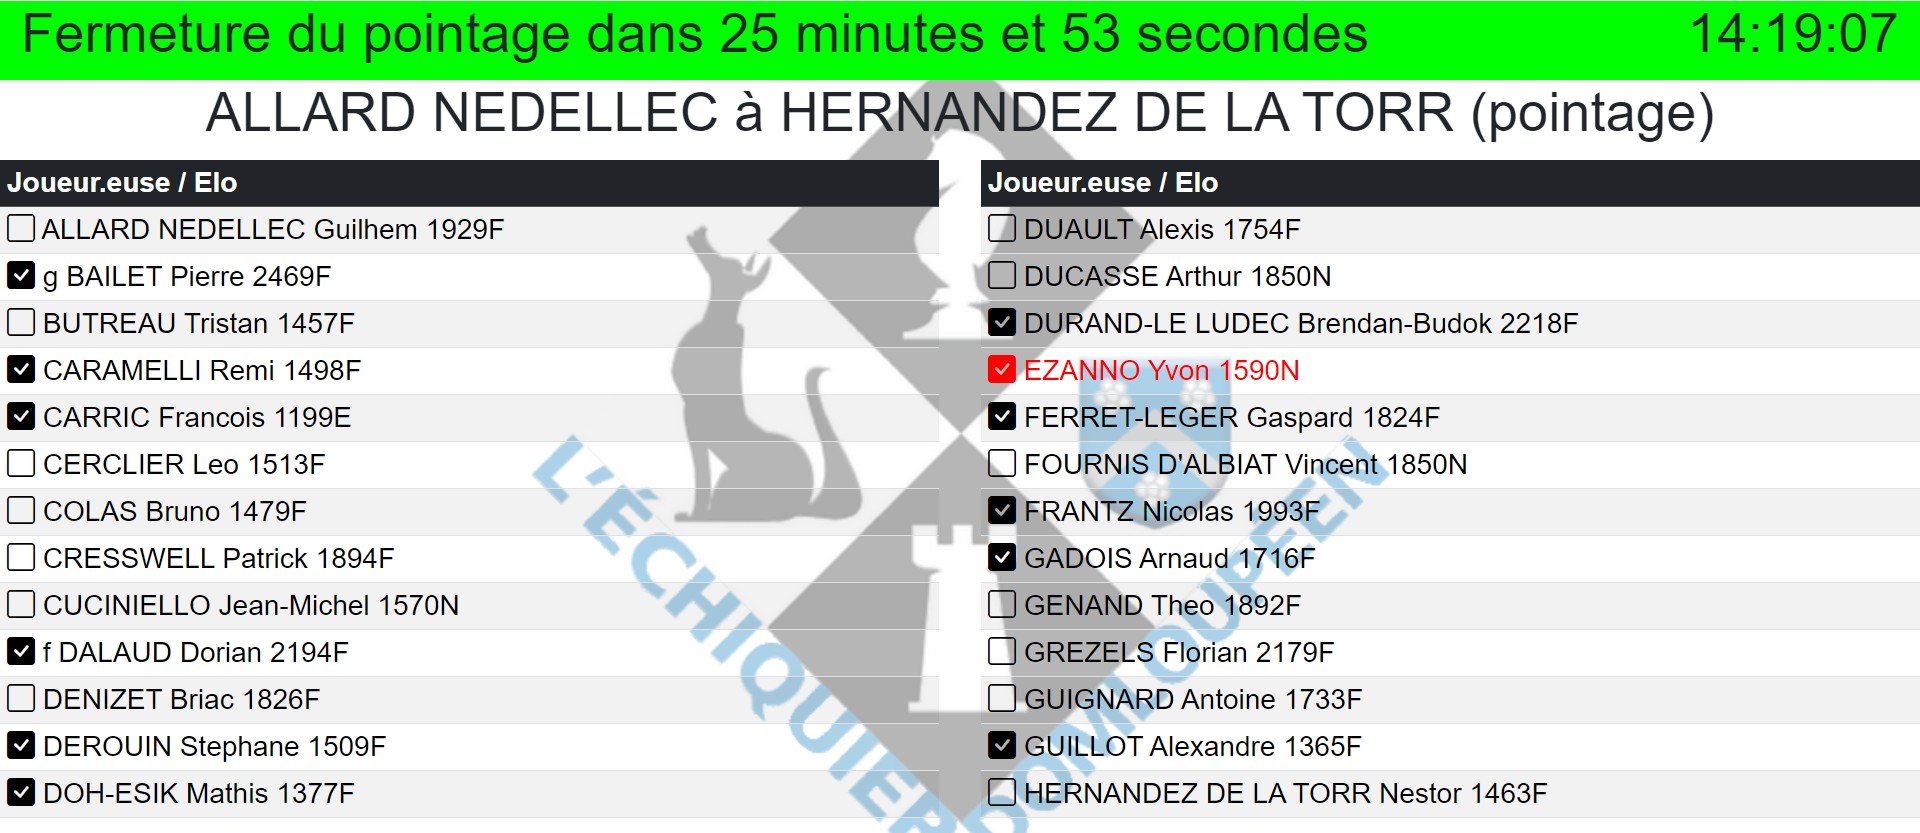 Fermeture du pointage dans 25 minutes et 53 secondes 14:19:07
ALLARD NEDELLEC à HERNANDEZ DE LA TORR (pointage)
Joueur.euse / Elo
ALLARD NEDELLEC Guilhem 1929F
g BAILET Pierre 2469F
BUTREAU Tristan 1457F
CARAMELLI Remi 1498F
CARRIC Francois 1199E
CERCLIER Leo 1513F
COLAS Bruno 1479F
CRESSWELL Patrick 1894F
CUCINIELLO Jean-Michel 1570N
f DALAUD Dorian 2194F
DENIZET Briac 1826F
DEROUIN Stephane 1509F
DOH-ESIK Mathis 1377F
Joueur.euse / Elo
DUAULT Alexis 1754F
DUCASSE Arthur 1850N
DURAND-LE LUDEC Brendan-Budok 2218F
EZANNO Yvon 1590N
FERRET-LEGER Gaspard 1824F
FOURNIS D'ALBIAT Vincent 1850N
FRANTZ Nicolas 1993F
GADOIS Arnaud 1716F
GENAND Theo 1892F
GREZELS Florian 2179F
GUIGNARD Antoine 1733F
GUILLOT Alexandre 1365F
HERNANDEZ DE LA TORR Nestor 1463F
L'ÉCHIQUIER DOMLOUPÉEN